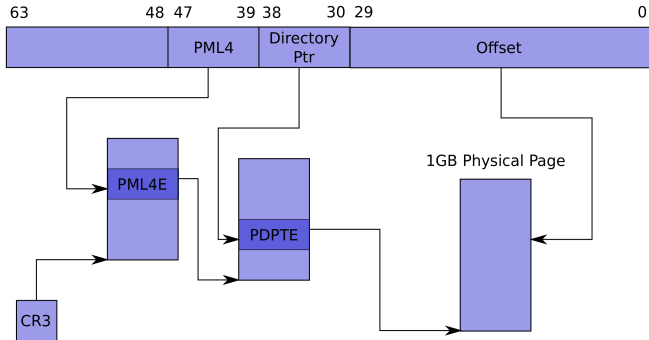 63 48 47 39 38 30 29 0
PML4
Directory
Ptr
Offset
1GB Physical Page
PML4E
PDPTE
CR3